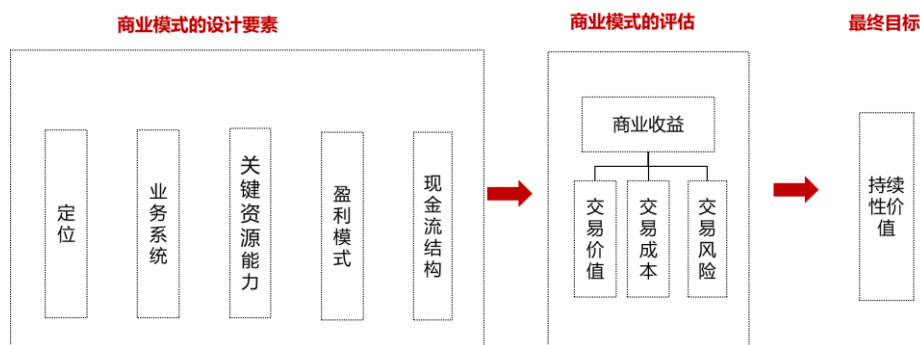 商业模式的设计要素
商业模式的评估
最终目标
定位
业务系统
关键资源能力
盈利模式
现金流结构
商业收益
交易价值
交易成本
交易风险
持续
性价
值